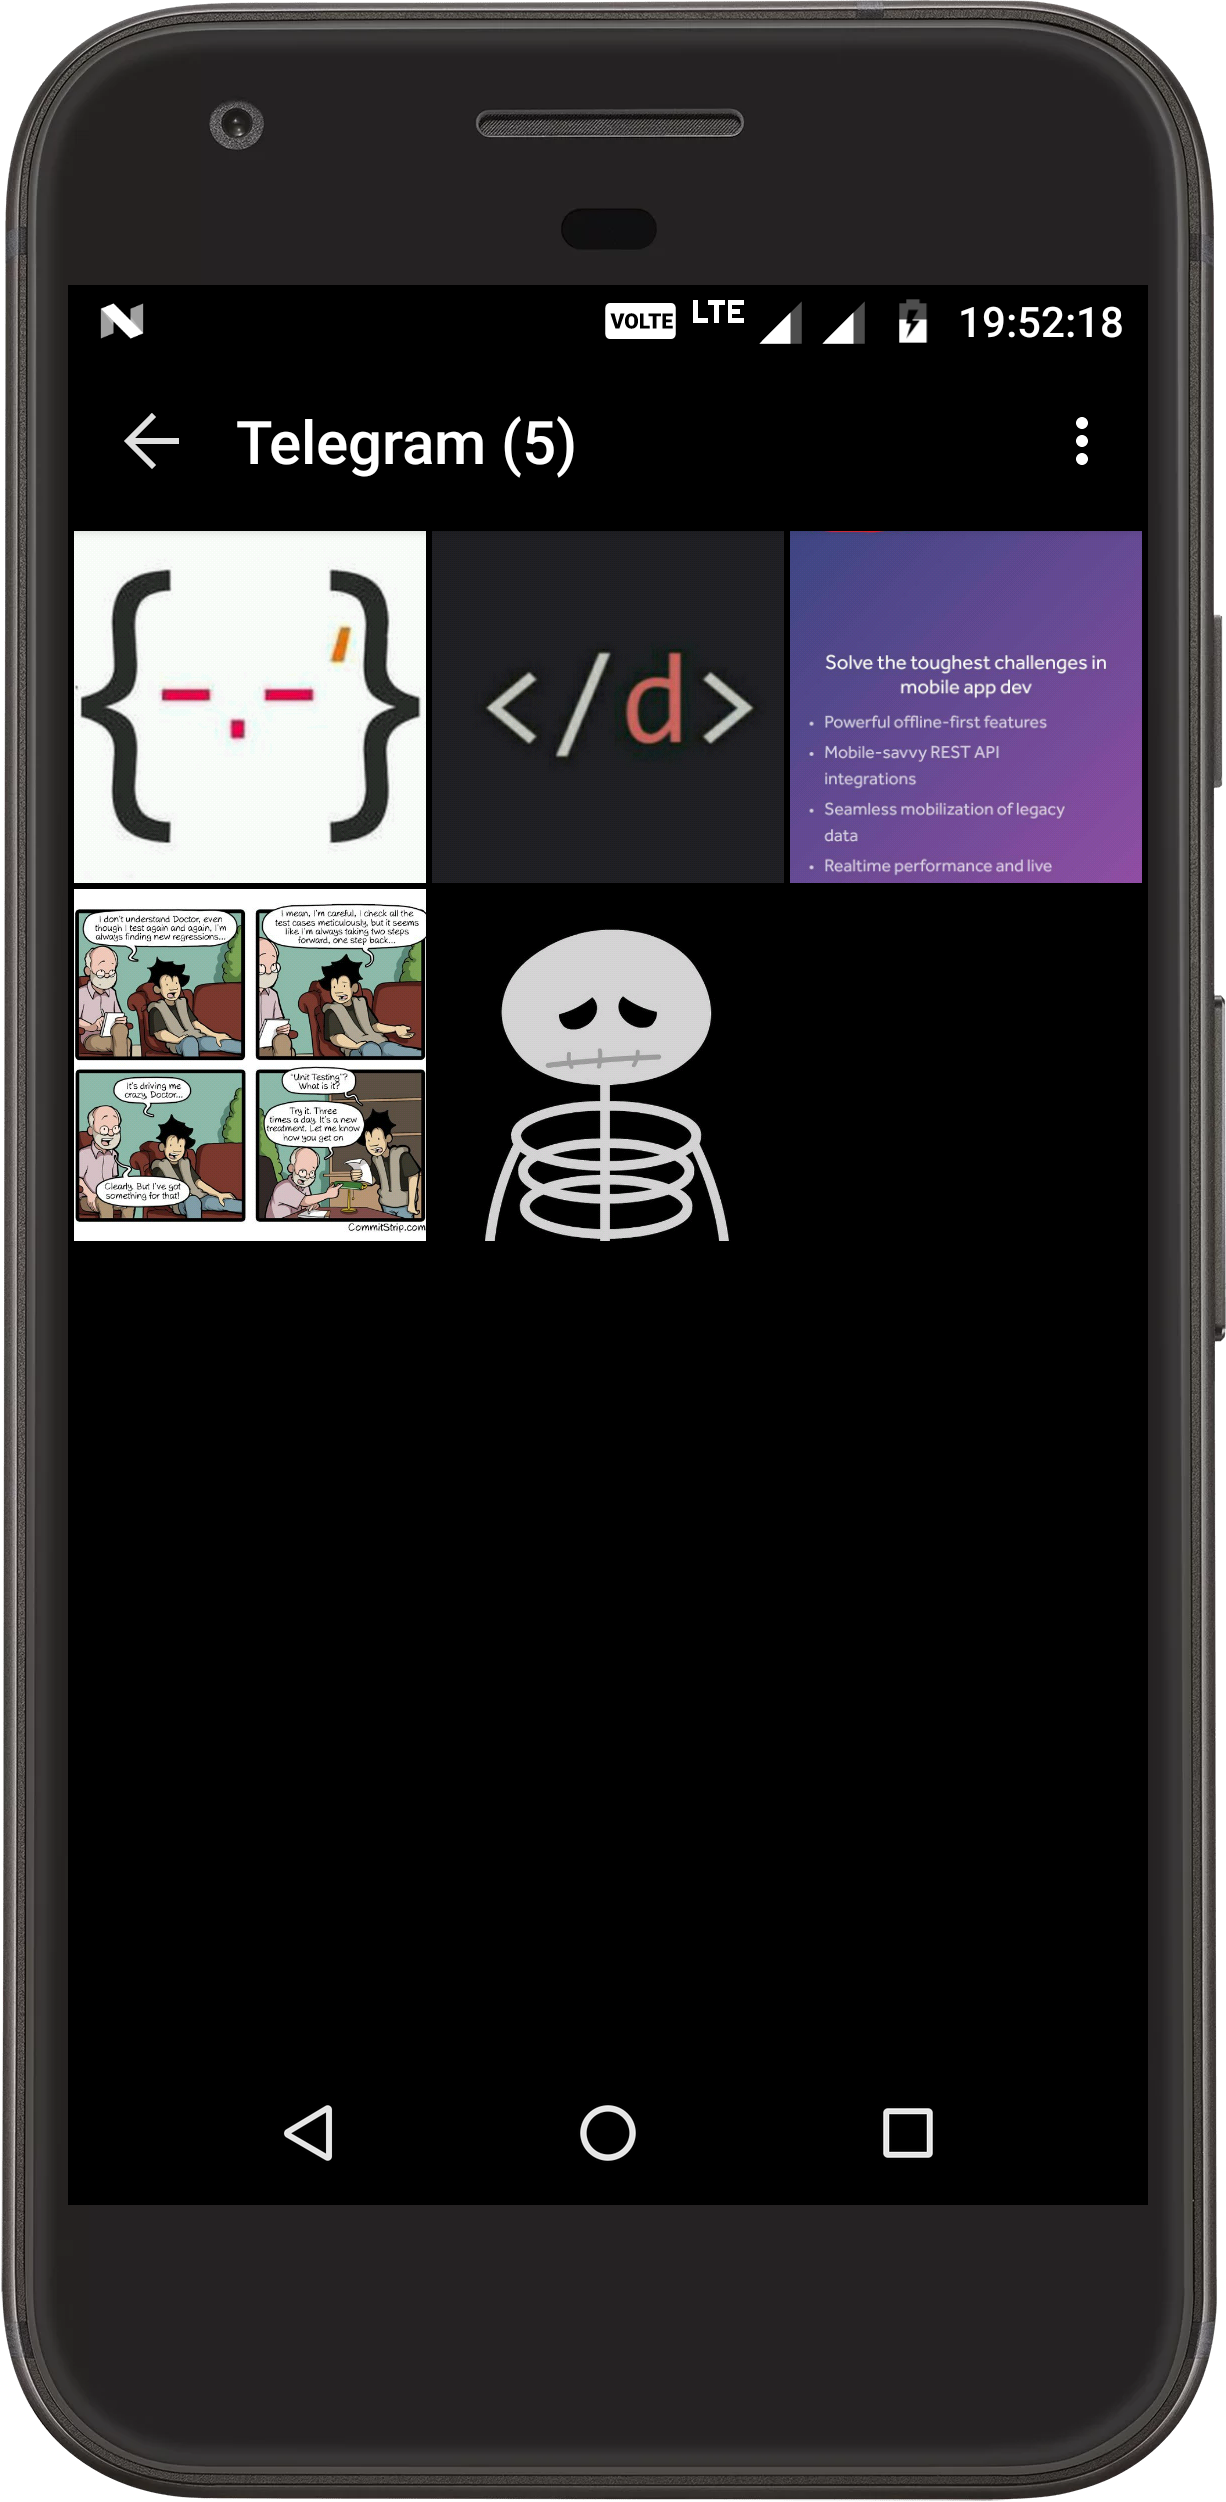 VOLTE LTE 19:52:18
Telegram (5)
</d>
Solve the toughest challenges in
mobile app dev
• Powerful offline-first features
• Mobile-savvy REST API
integrations
• Seamless mobilization of legacy
data
• Realtime performance and live
I don't understand Doctor, even
though I test again and again, I'm
always finding new regressions...
I mean, I'm careful, I check all the
test cases meticulously, but it seems
like I'm always taking two steps
forward, one step back...
It's driving me
crazy, Doctor...
Clearly. But I've got
something for that!
"Unit Testing"?
What is it?
Try it. Three
times a day. It's a new
treatment. Let me know
how you get on
CommitStrip.com